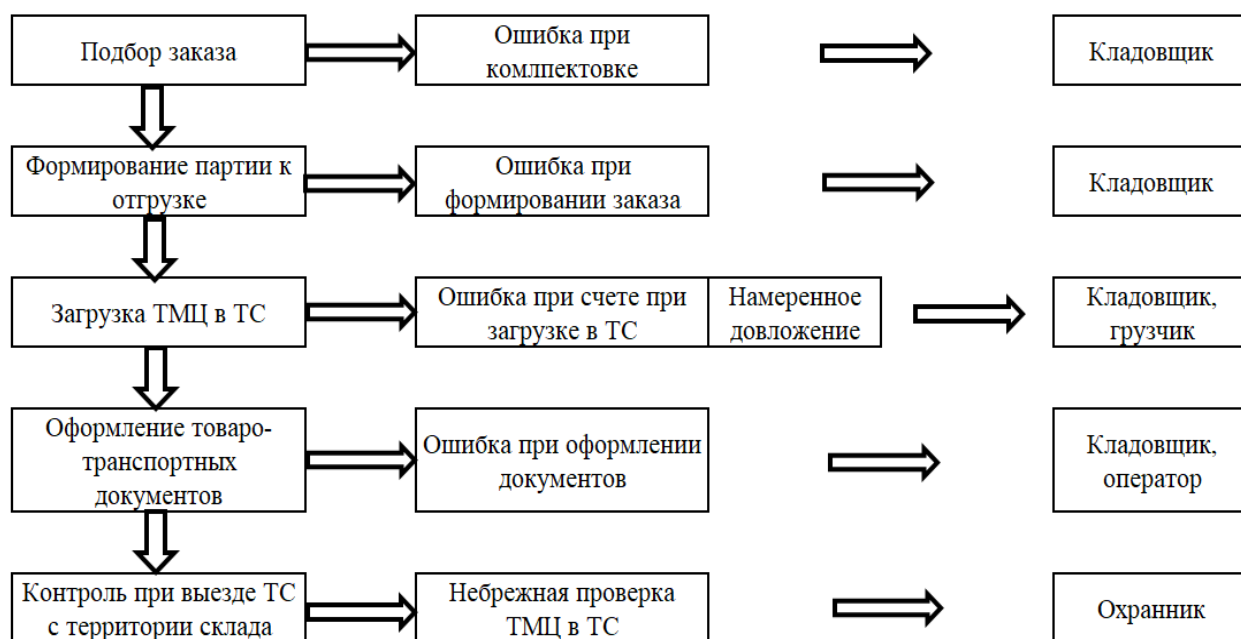 Подбор заказа
Ошибка при
комлпектовке
Кладовщик
Формирование партии к
отгрузке
Ошибка при
формировании заказа
Кладовщик
Загрузка ТМЦ в ТС
Ошибка при счете при
загрузке в ТС
Намеренное
довложение
Кладовщик,
грузчик
Оформление товаро-
транспортных
документов
Ошибка при оформлении
документов
Кладовщик,
оператор
Контроль при выезде ТС
с территории склада
Небрежная проверка
ТМЦ в ТС
Охранник